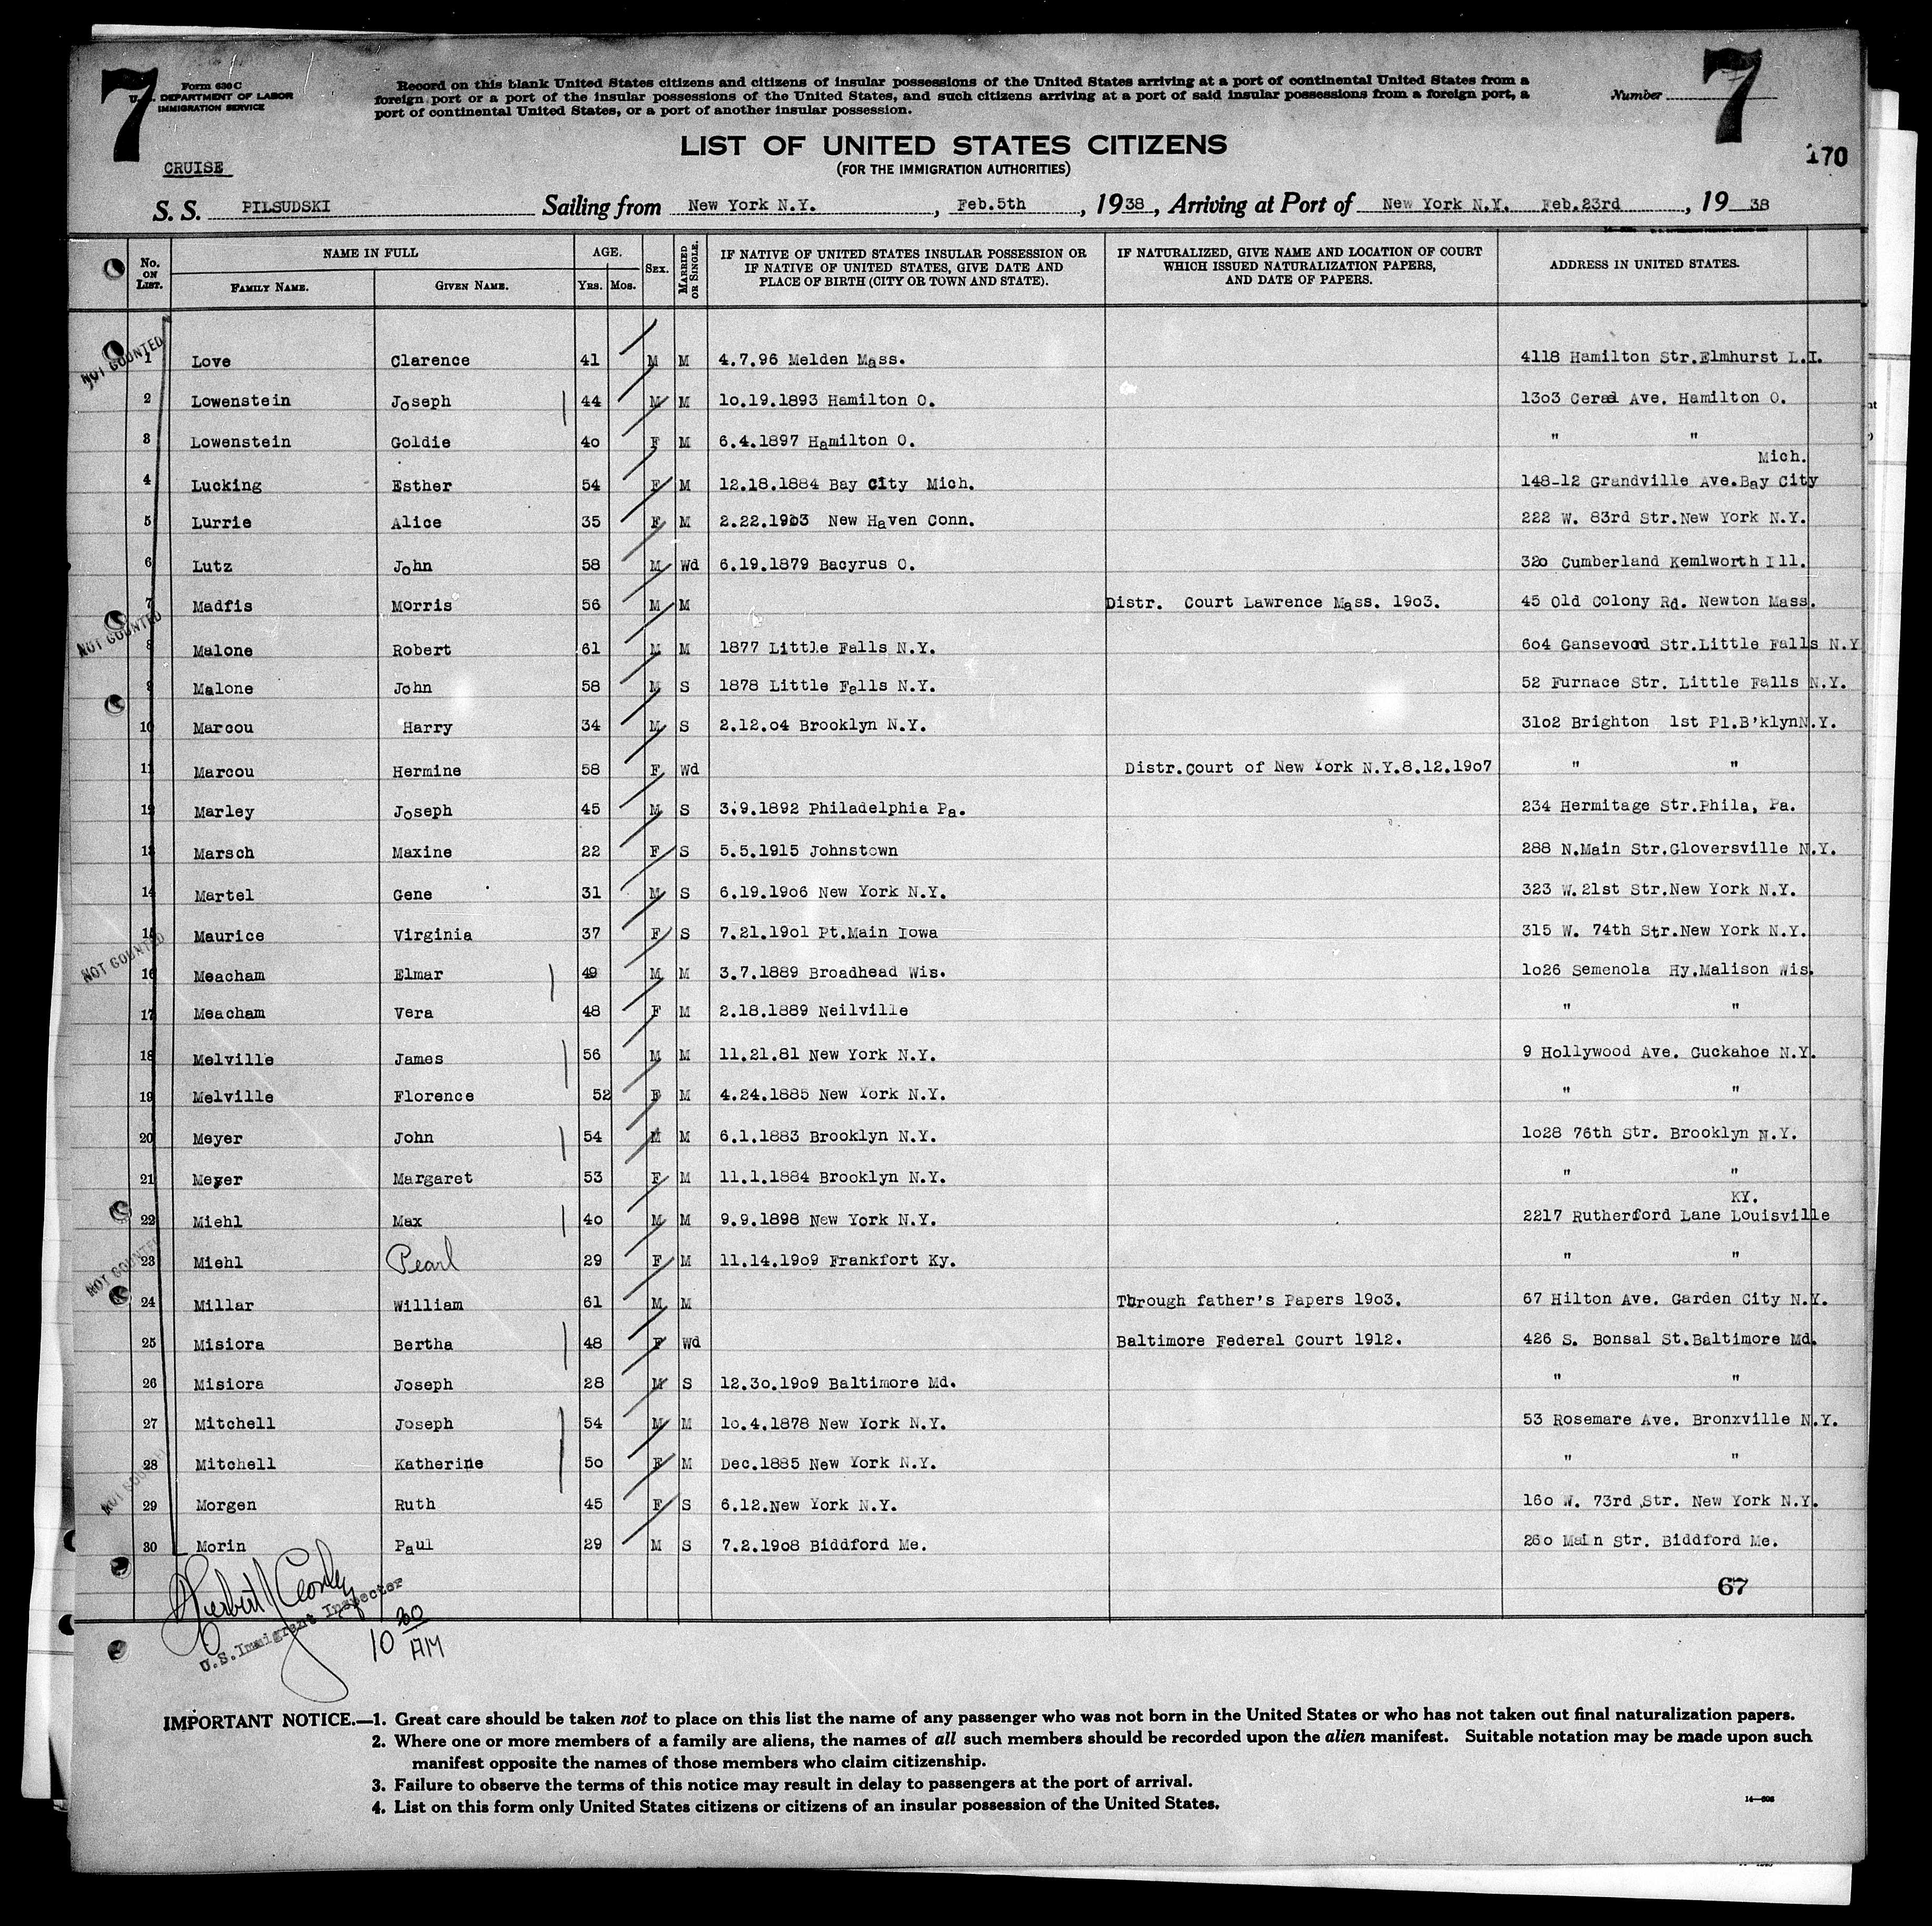 7
7
Form 630 C
U.S. DEPARTMENT OF LABOR
IMMIGRATION SERVICE
Record on this blank United States citizens and citizens of insular possessions of the United States arriving at a port of continental United States from a
foreign port or a port of the insular possessions of the United States, and such citizens arriving at a port of said insular possessions from a foreign port, a
port of continental United States, or a port of another insular possession.
Number
LIST OF UNITED STATES CITIZENS
(FOR THE IMMIGRATION AUTHORITIES)
170
CRUISE
S. S. PILSUDSKI Sailing from New York N.Y., Feb.5th, 1938, Arriving at Port of New York N.Y. Feb.23rd, 1938
No. ON LIST. NAME IN FULL AGE. SEX. MARRIED OR SINGLE. IF NATIVE OF UNITED STATES INSULAR POSSESSION OR IF NATIVE OF UNITED STATES, GIVE DATE AND PLACE OF BIRTH (CITY OR TOWN AND STATE). IF NATURALIZED, GIVE NAME AND LOCATION OF COURT WHICH ISSUED NATURALIZATION PAPERS, AND DATE OF PAPERS. ADDRESS IN UNITED STATES.
FAMILY NAME. GIVEN NAME. YRS. MOS.
NOT COUNTED
1 Love Clarence 41 M M 4.7.96 Melden Mass. 4118 Hamilton Str.Elmhurst L.I.
2 Lowenstein Joseph 44 M M 10.19.1893 Hamilton O. 1303 Ceral Ave. Hamilton O.
3 Lowenstein Goldie 40 F M 6.4.1897 Hamilton O. " "
Mich.
4 Lucking Esther 54 F M 12.18.1884 Bay City Mich. 148-12 Grandville Ave.Bay City
5 Lurrie Alice 35 F M 2.22.1903 New Haven Conn. 222 W. 83rd Str.New York N.Y.
6 Lutz John 58 M Wd 6.19.1879 Bacyrus O. 320 Cumberland Kemlworth Ill.
7 Madfis Morris 56 M M Distr. Court Lawrence Mass. 1903. 45 Old Colony Rd. Newton Mass.
NOT COUNTED
8 Malone Robert 61 M M 1877 Little Falls N.Y. 604 Gansevoord Str.Little Falls N.Y
9 Malone John 58 M S 1878 Little Falls N.Y. 52 Furnace Str. Little Falls N.Y.
10 Marcou Harry 34 M S 2.12.04 Brooklyn N.Y. 3102 Brighton 1st Pl.B'klynN.Y.
11 Marcou Hermine 58 F Wd Distr.Court of New York N.Y.8.12.1907 " "
12 Marley Joseph 45 M S 3.9.1892 Philadelphia Pa. 234 Hermitage Str.Phila, Pa.
13 Marsch Maxine 22 F S 5.5.1915 Johnstown 288 N.Main Str.Gloversville N.Y.
14 Martel Gene 31 M S 6.19.1906 New York N.Y. 323 W.21st Str.New York N.Y.
15 Maurice Virginia 37 F S 7.21.1901 Pt.Main Iowa 315 W. 74th Str.New York N.Y.
NOT COUNTED
16 Meacham Elmar 49 M M 3.7.1889 Broadhead Wis. 1026 Semenola Hy.Malison Wis.
17 Meacham Vera 48 F M 2.18.1889 Neilville " "
18 Melville James 56 M M 11.21.81 New York N.Y. 9 Hollywood Ave. Cuckahoe N.Y.
19 Melville Florence 52 F M 4.24.1885 New York N.Y. " "
20 Meyer John 54 M M 6.1.1883 Brooklyn N.Y. 1028 76th Str. Brooklyn N.Y.
21 Meyer Margaret 53 F M 11.1.1884 Brooklyn N.Y. " "
KY.
22 Miehl Max 40 M M 9.9.1898 New York N.Y. 2217 Rutherford Lane Louisville
NOT COUNTED
23 Miehl Pearl 29 F M 11.14.1909 Frankfort Ky. " "
24 Millar William 61 M M Through father's Papers 1903. 67 Hilton Ave. Garden City N.Y.
25 Misiora Bertha 48 F Wd Baltimore Federal Court 1912. 426 S. Bonsal St.Baltimore Md.
26 Misiora Joseph 28 M S 12.30.1909 Baltimore Md. " "
27 Mitchell Joseph 54 M M 10.4.1878 New York N.Y. 53 Rosemare Ave. Bronxville N.Y.
28 Mitchell Katherine 50 F M Dec.1885 New York N.Y. " "
NOT COUNTED
29 Morgen Ruth 45 F S 6.12.New York N.Y. 160 W. 73rd Str. New York N.Y.
30 Morin Paul 29 M S 7.2.1908 Biddford Me. 260 Main Str. Biddford Me.
67
Herbert
U.S.Immigrant Inspector
10 20 AM
IMPORTANT NOTICE.—1. Great care should be taken not to place on this list the name of any passenger who was not born in the United States or who has not taken out final naturalization papers.
2. Where one or more members of a family are aliens, the names of all such members should be recorded upon the alien manifest. Suitable notation may be made upon such
manifest opposite the names of those members who claim citizenship.
3. Failure to observe the terms of this notice may result in delay to passengers at the port of arrival.
4. List on this form only United States citizens or citizens of an insular possession of the United States.